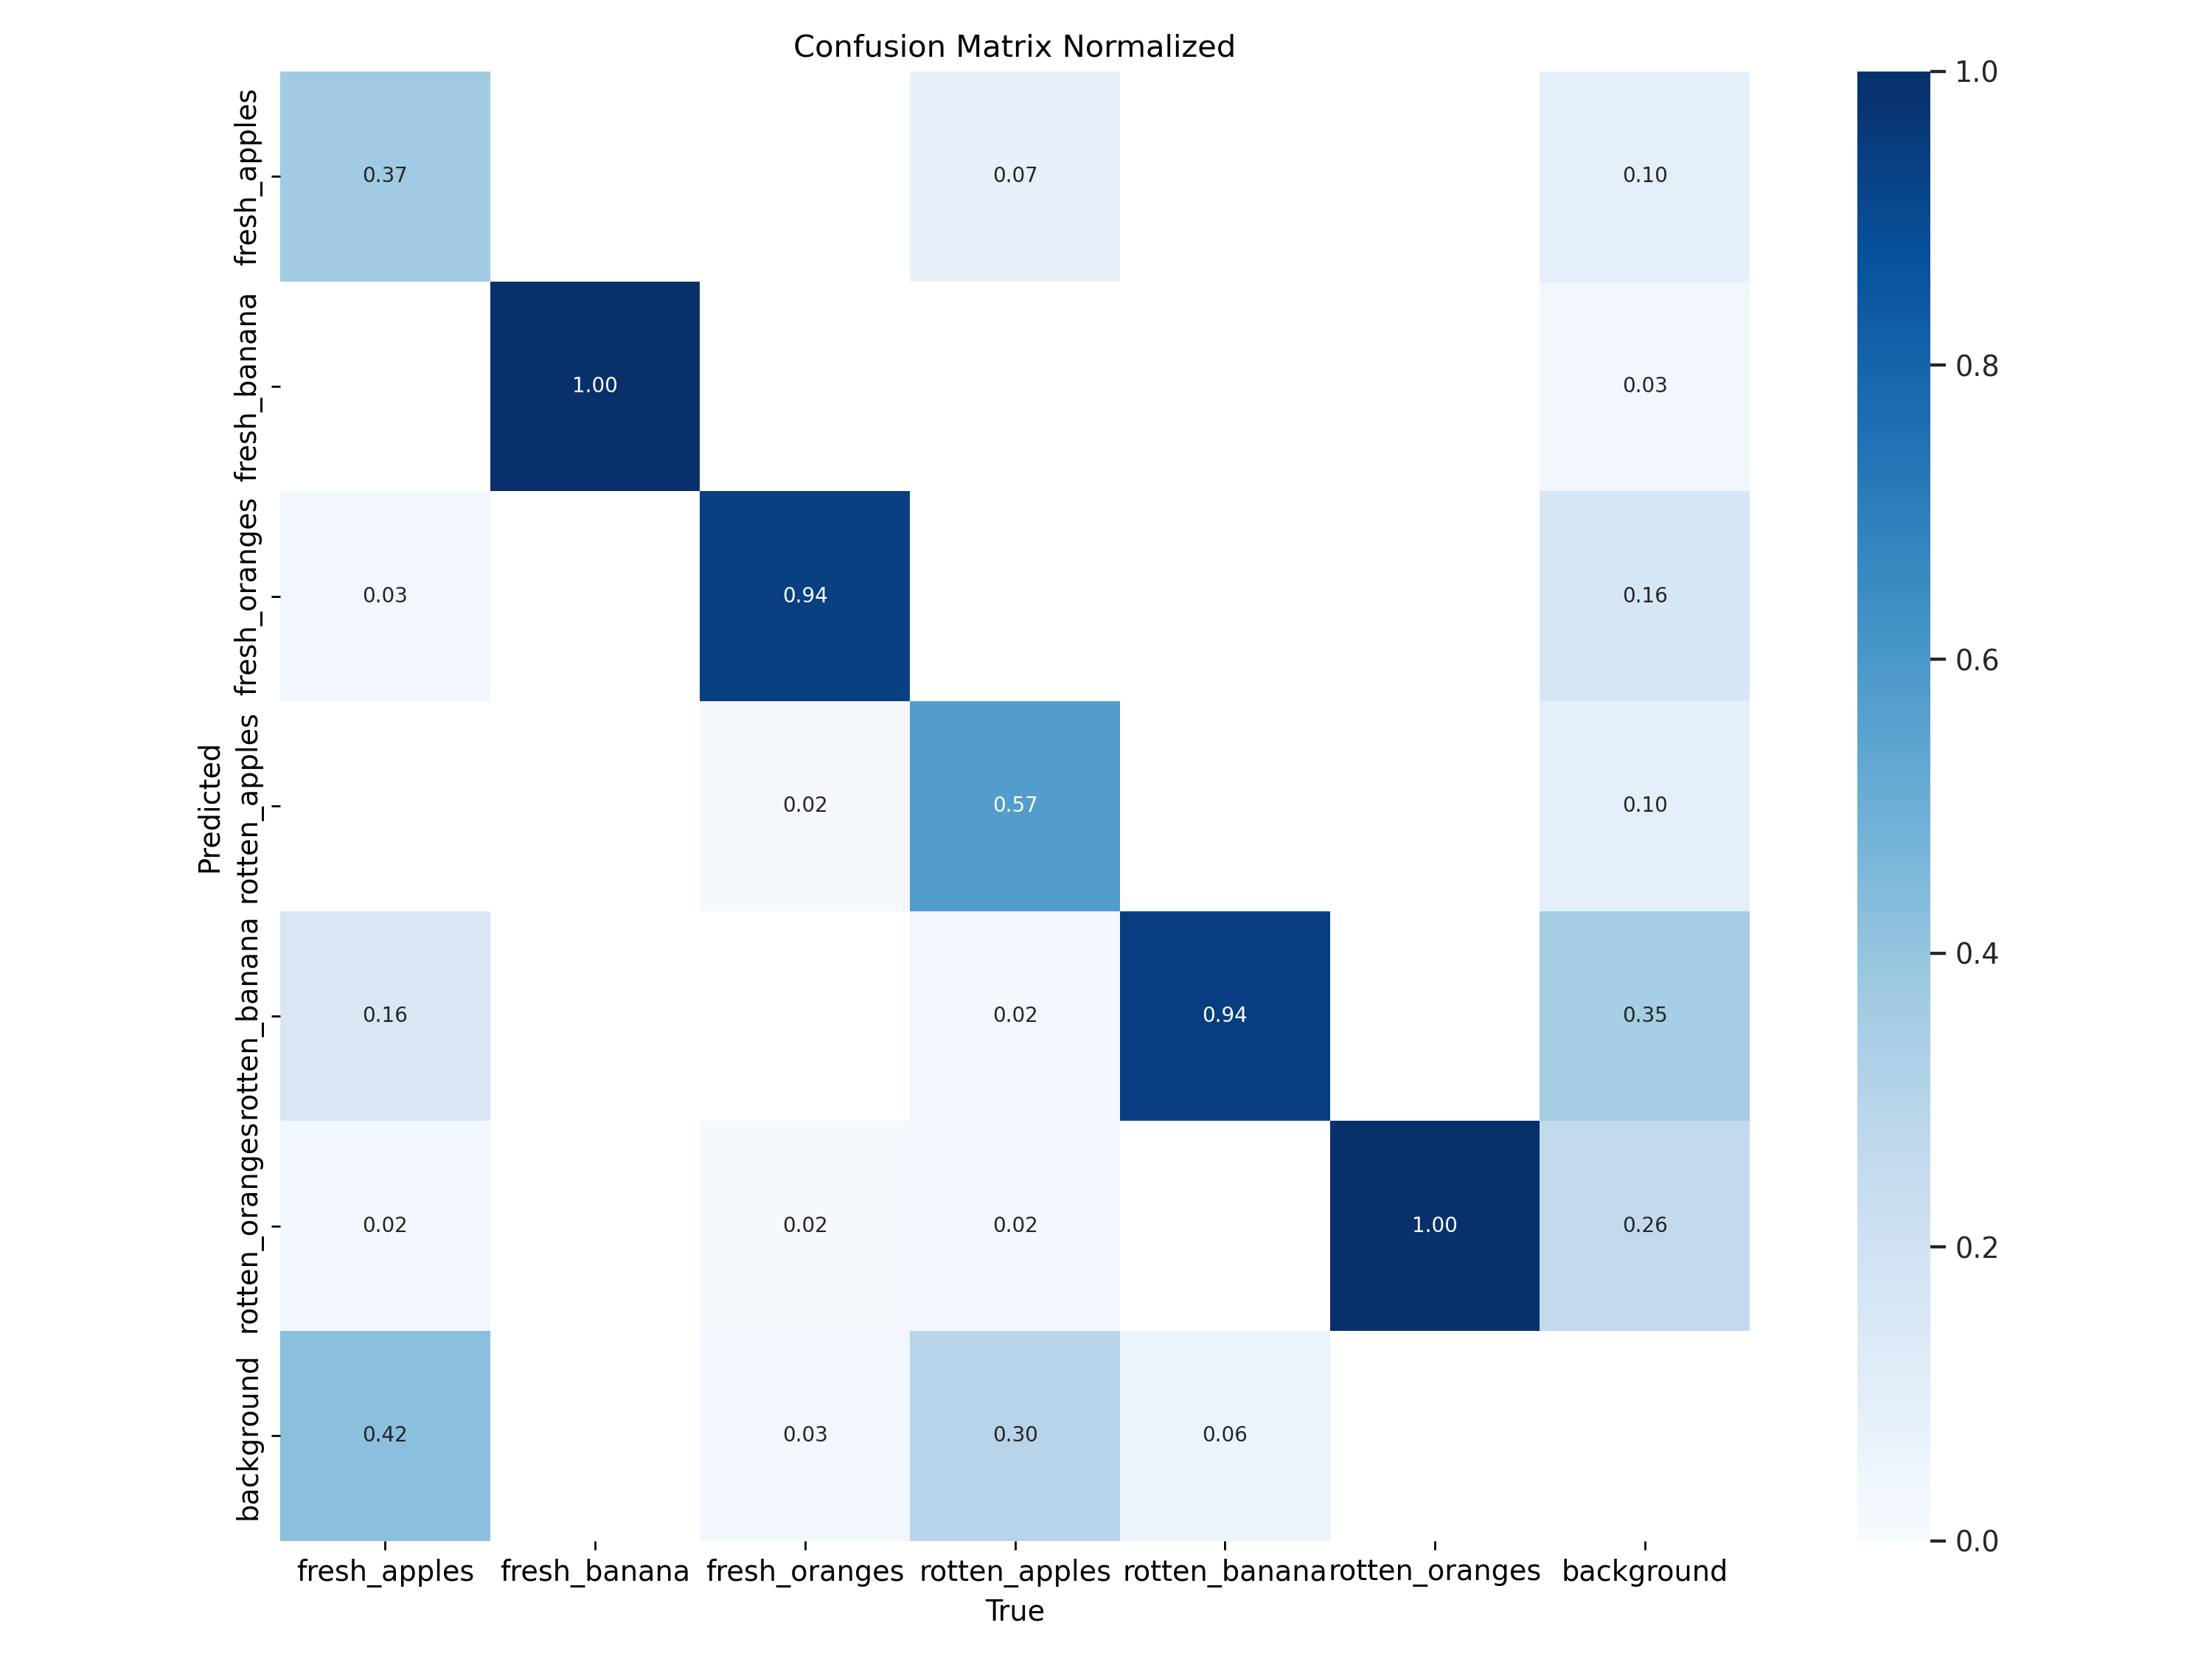 Confusion Matrix Normalized
fresh_apples
0.37
0.07
0.10
fresh_banana
1.00
0.03
fresh_oranges
0.03
0.94
0.16
rotten_apples
0.02
0.57
0.10
rotten_banana
0.16
0.02
0.94
0.35
rotten_oranges
0.02
0.02
0.02
1.00
0.26
background
0.42
0.03
0.30
0.06
Predicted
fresh_apples
fresh_banana
fresh_oranges
rotten_apples
rotten_banana
rotten_oranges
background
True
1.0
0.8
0.6
0.4
0.2
0.0